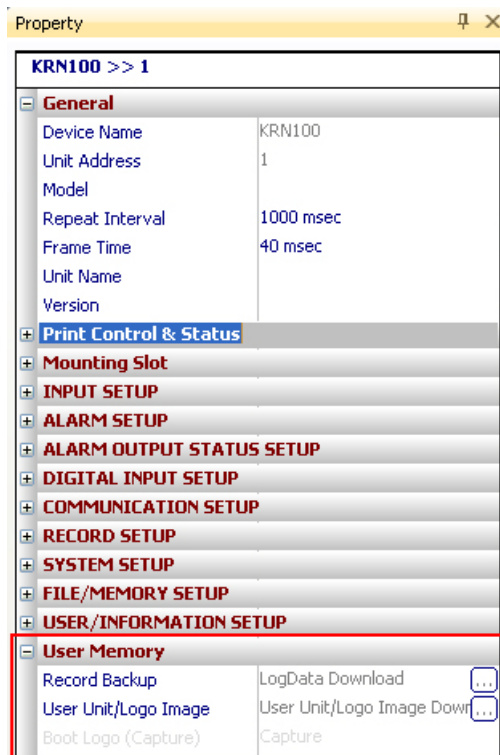 Property
KRN100 >> 1
General
Device Name KRN100
Unit Address 1
Model
Repeat Interval 1000 msec
Frame Time 40 msec
Unit Name
Version
Print Control & Status
Mounting Slot
INPUT SETUP
ALARM SETUP
ALARM OUTPUT STATUS SETUP
DIGITAL INPUT SETUP
COMMUNICATION SETUP
RECORD SETUP
SYSTEM SETUP
FILE/MEMORY SETUP
USER/INFORMATION SETUP
User Memory
Record Backup LogData Download ...
User Unit/Logo Image User Unit/Logo Image Down ...
Boot Logo (Capture) Capture